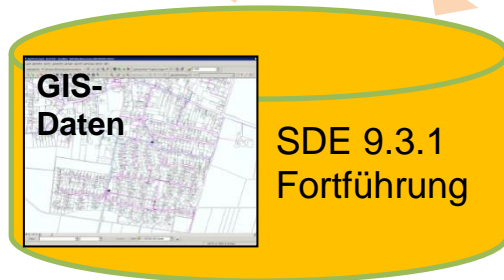 GIS-
Daten
SDE 9.3.1
Fortführung